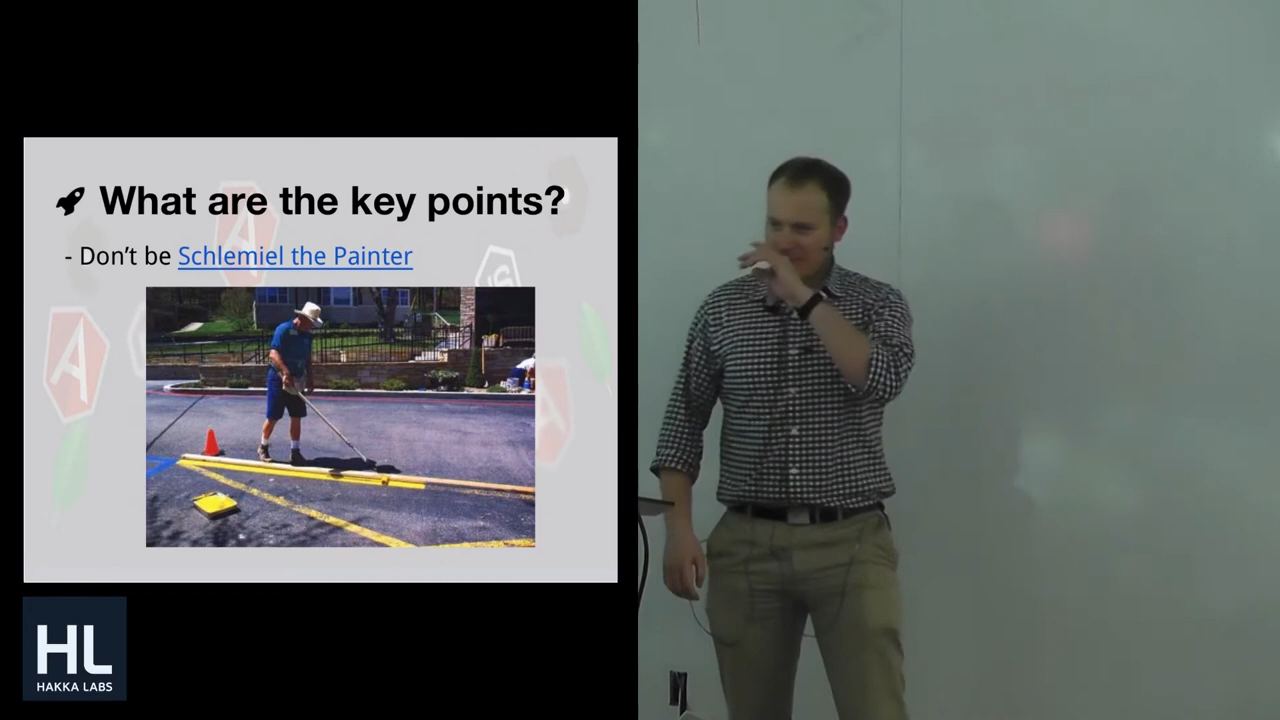 What are the key points?
- Don't be Schlemiel the Painter
HL
HAKKA LABS